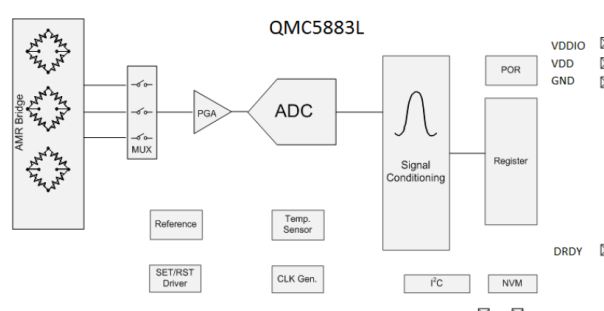 QMC5883L
VDDIO
VDD
GND
POR
AMR Bridge
MUX
PGA
ADC
Signal
Conditioning
Register
Reference
Temp.
Sensor
DRDY
SET/RST
Driver
CLK Gen.
I²C
NVM